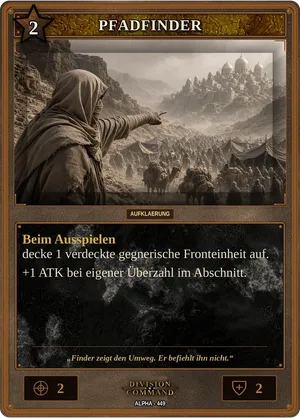 2
PFADFINDER
AUFKLAERUNG
Beim Ausspielen
decke 1 verdeckte gegnerische Fronteinheit auf.
+1 ATK bei eigener Überzahl im Abschnitt.
„Finder zeigt den Umweg. Er befiehlt ihn nicht.“
2
DIVISION
COMMAND
ALPHA - 449
2